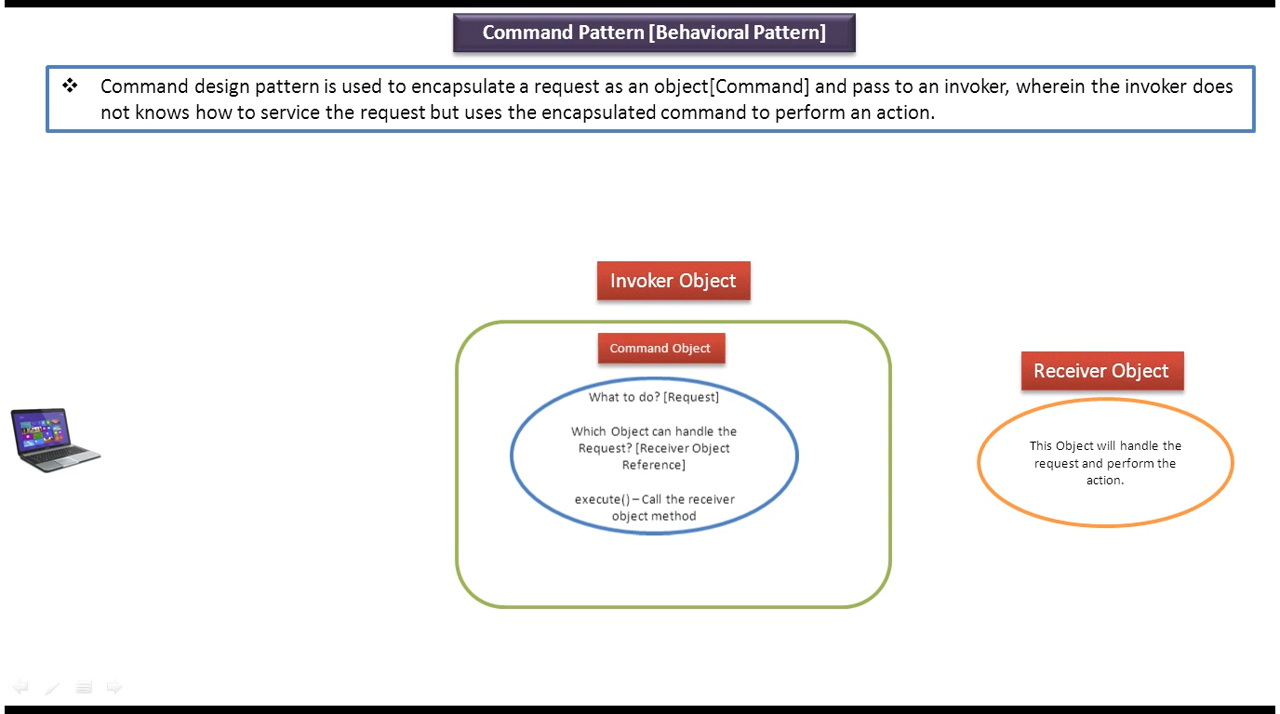 Command Pattern [Behavioral Pattern]
❖ Command design pattern is used to encapsulate a request as an object[Command] and pass to an invoker, wherein the invoker does
not knows how to service the request but uses the encapsulated command to perform an action.
Invoker Object
Command Object
What to do? [Request]
Which Object can handle the
Request? [Receiver Object
Reference]
execute() – Call the receiver
object method
Receiver Object
This Object will handle the
request and perform the
action.